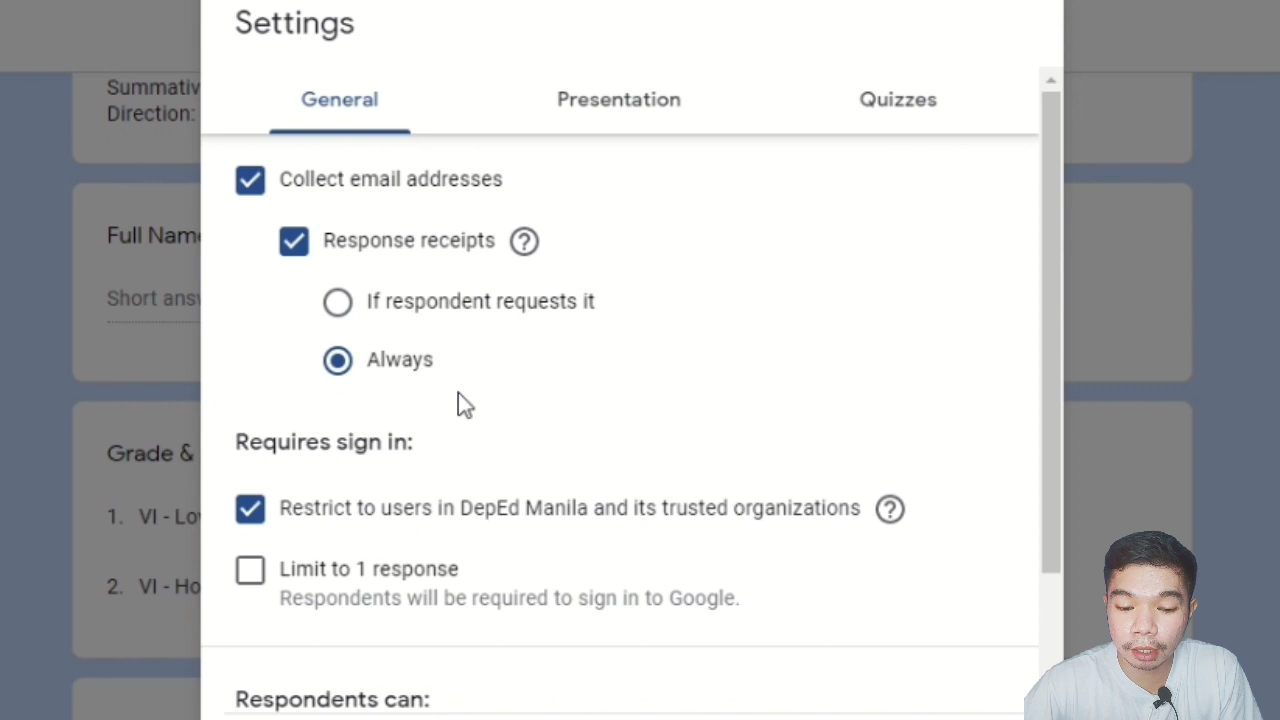 Settings
General
Presentation
Quizzes
Summativ
Direction:
Collect email addresses
Full Name
Response receipts
Short ans
If respondent requests it
Always
Requires sign in:
Grade &
Restrict to users in DepEd Manila and its trusted organizations
1. VI - Lo
Limit to 1 response
2. VI - Ho
Respondents will be required to sign in to Google.
Respondents can: